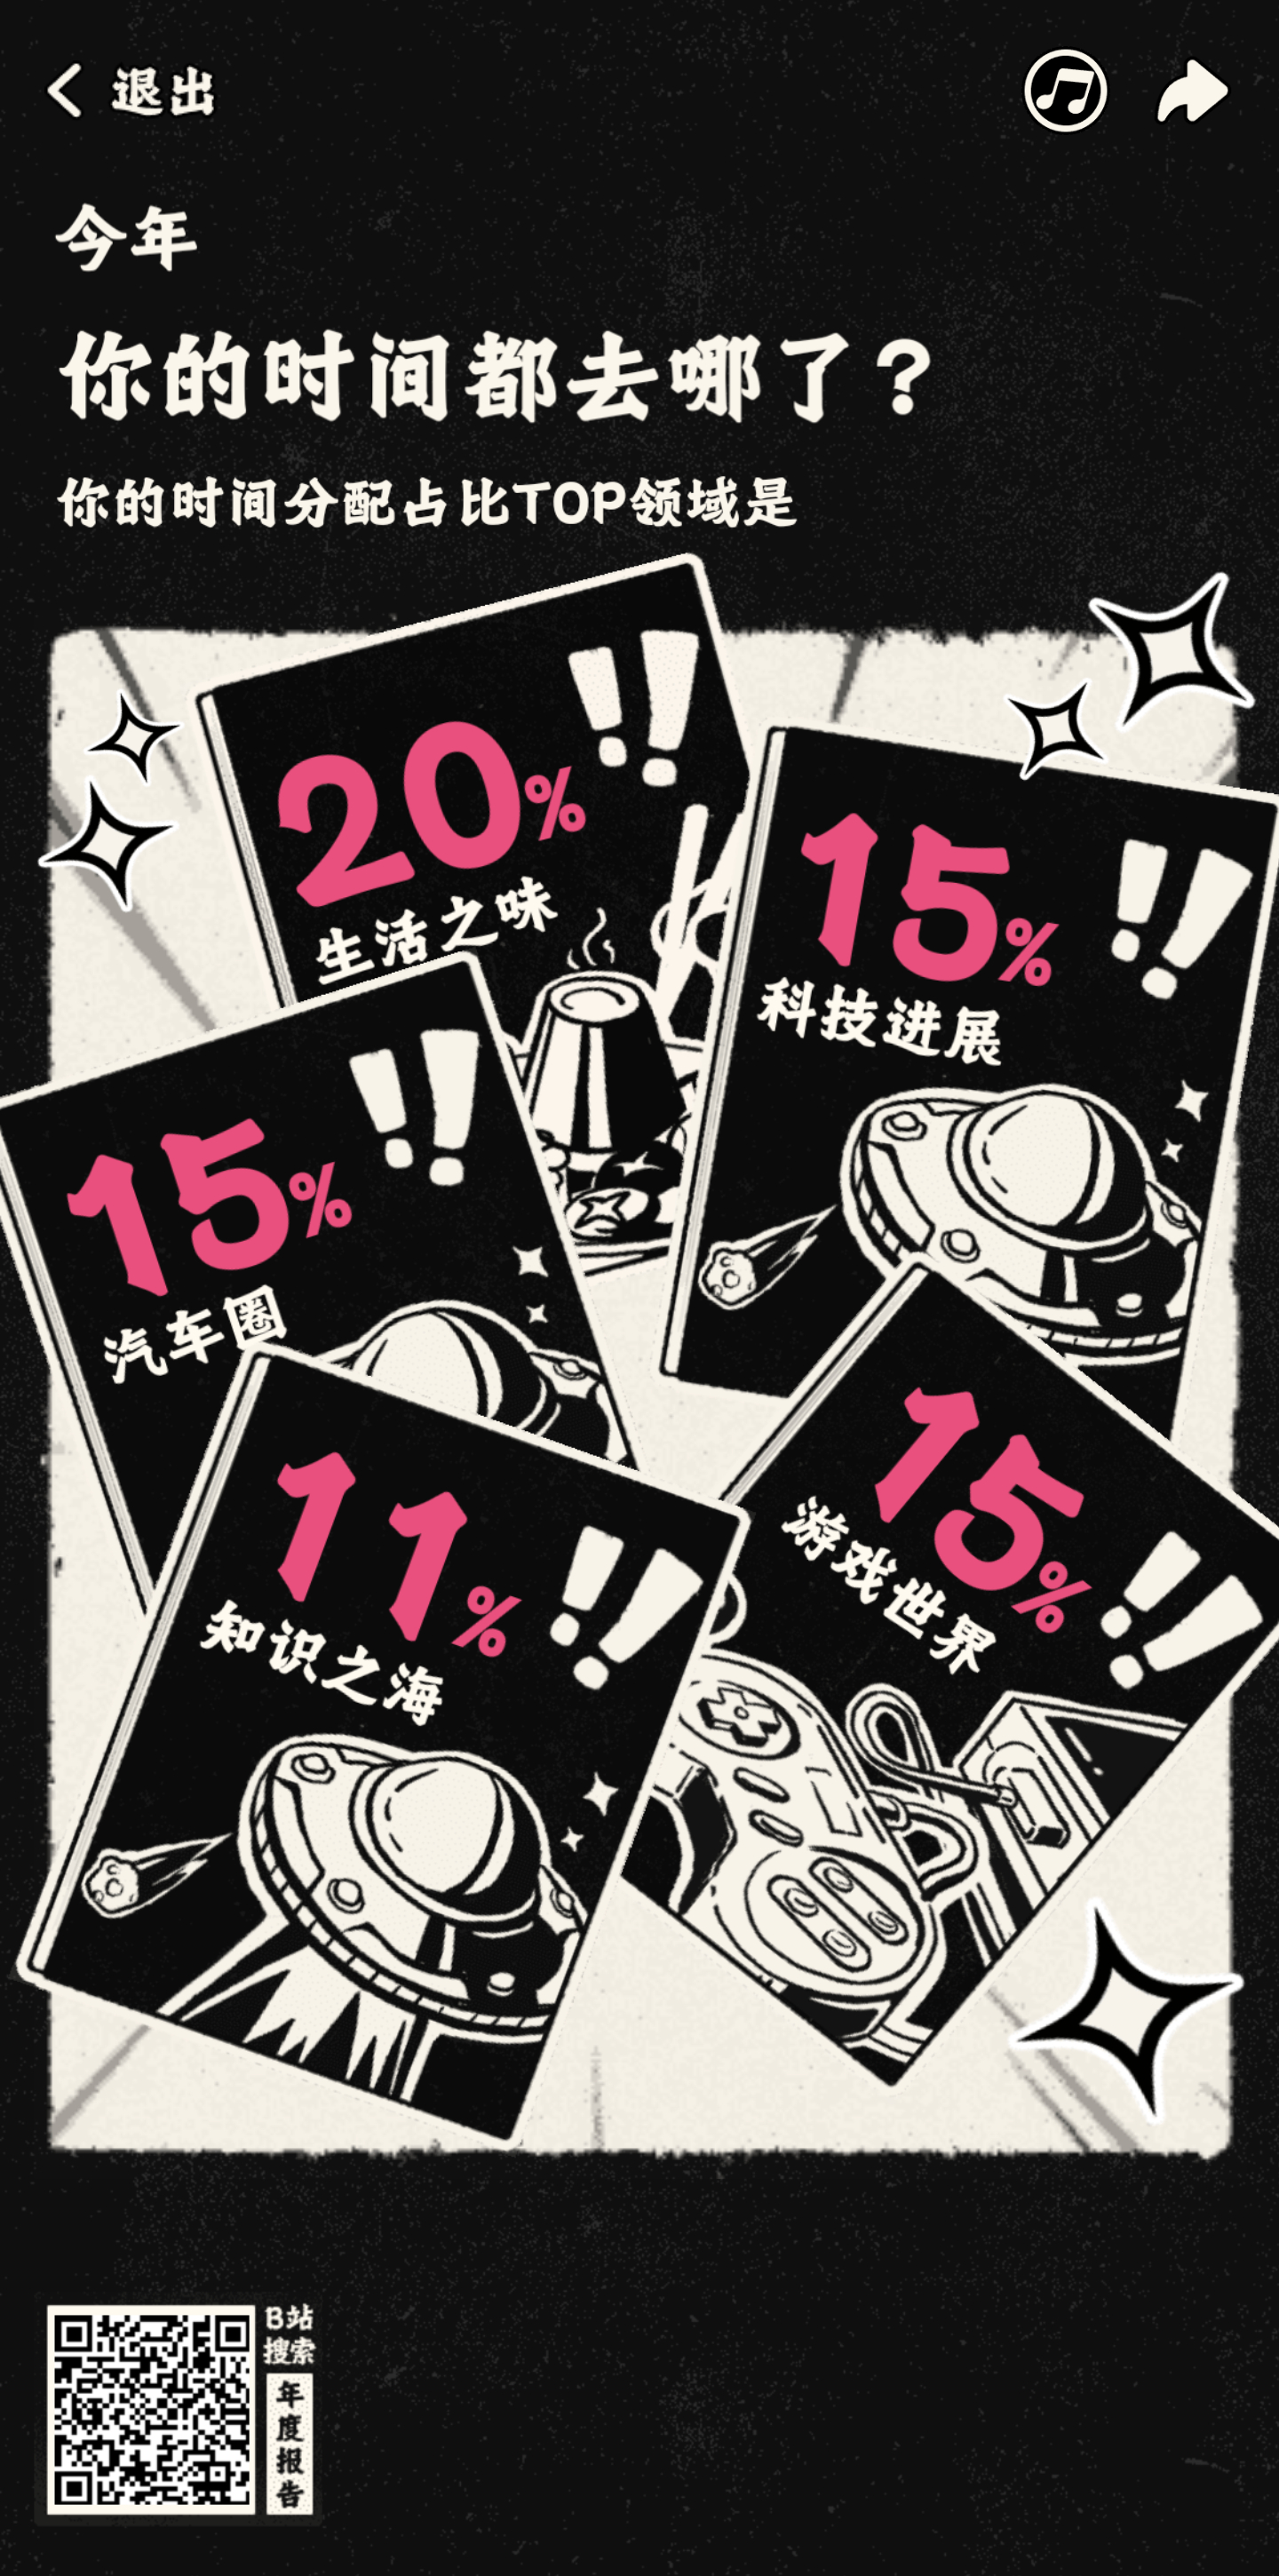 退出
今年
你的时间都去哪了？
你的时间分配占比TOP领域是
20%
生活之味
15%
科技进展
15%
汽车圈
11%
知识之海
15%
游戏世界
B站
搜索
年度报告